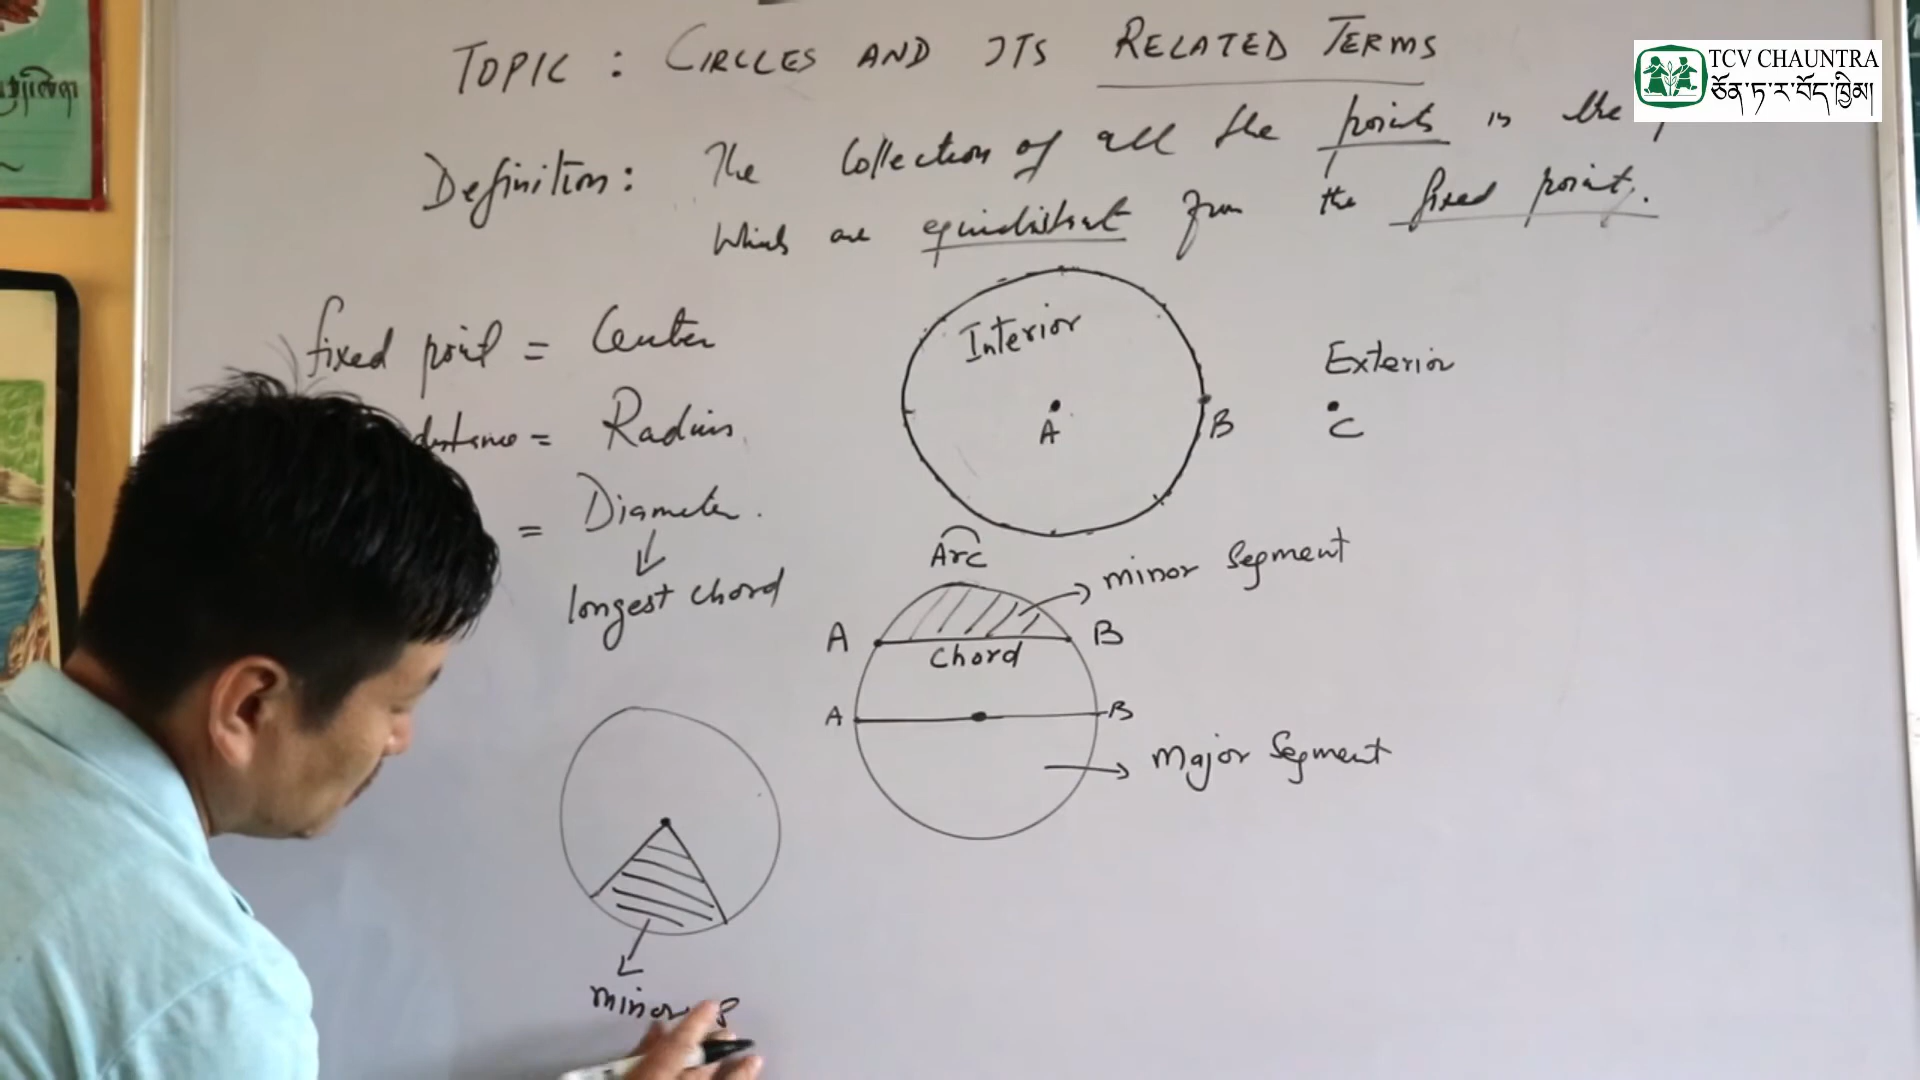 TOPIC : CIRCLES AND ITS RELATED TERMS
TCV CHAUNTRA
ཅོན་ཏ་ར་བོད་ཁྱིམ།
Definition: The Collection of all the points in the
Which are equidistant from the fixed point.
fixed point = Center
distance = Radius
= Diameter.
longest chord
Interior
A
B
Exterior
C
Arc
minor segment
A
B
Chord
A
B
Major Segment
minor s